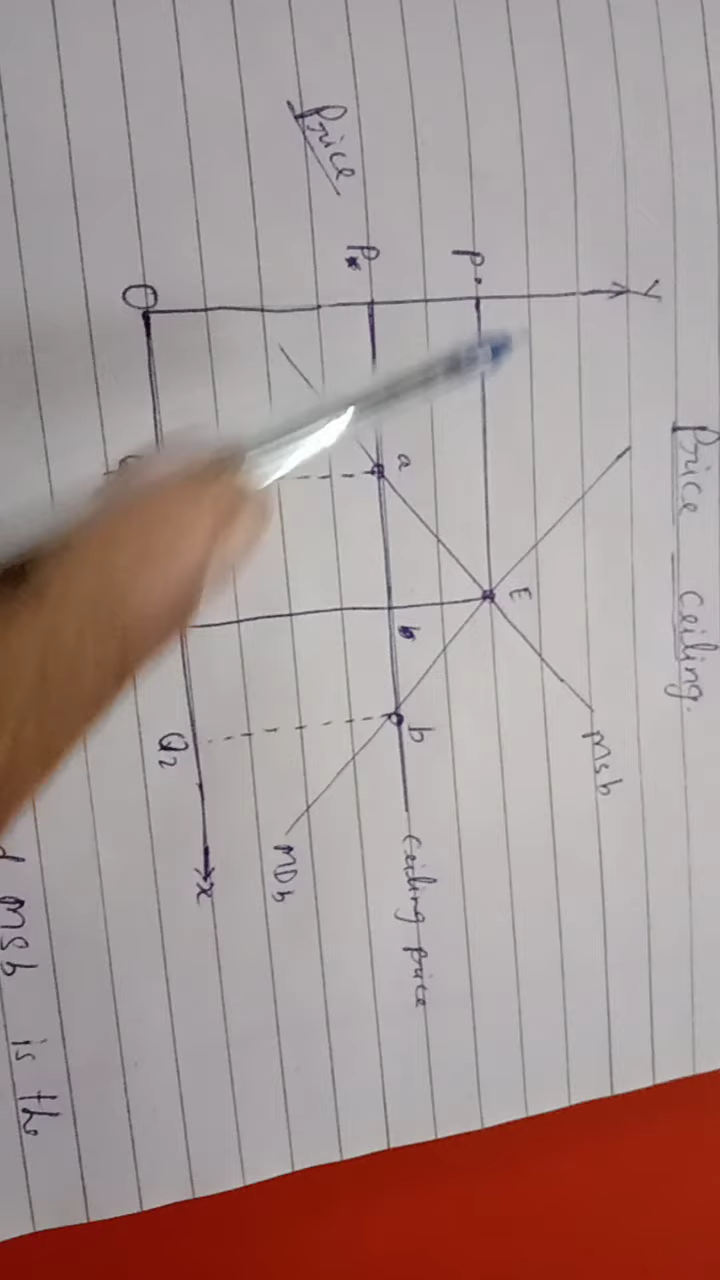 Price Ceiling.
Y
MSb
P.
E
P*
a
b
b
ceiling price
Price
MDb
O
Q2
x
MSb is the